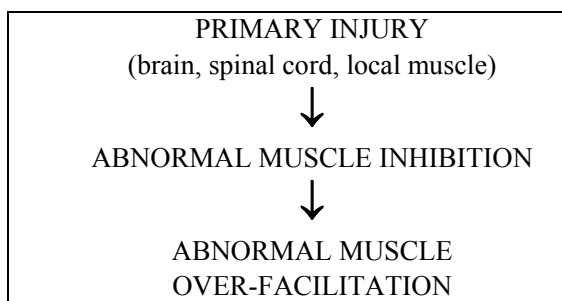 PRIMARY INJURY
(brain, spinal cord, local muscle)
ABNORMAL MUSCLE INHIBITION
ABNORMAL MUSCLE
OVER-FACILITATION